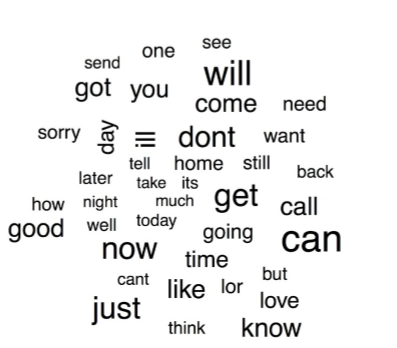 see
one
send
will
got you
come need
sorry day ill dont want
tell home still
back
later take its
how night much get call
good well today
going can
now
time
cant but
like lor
love
just
think know